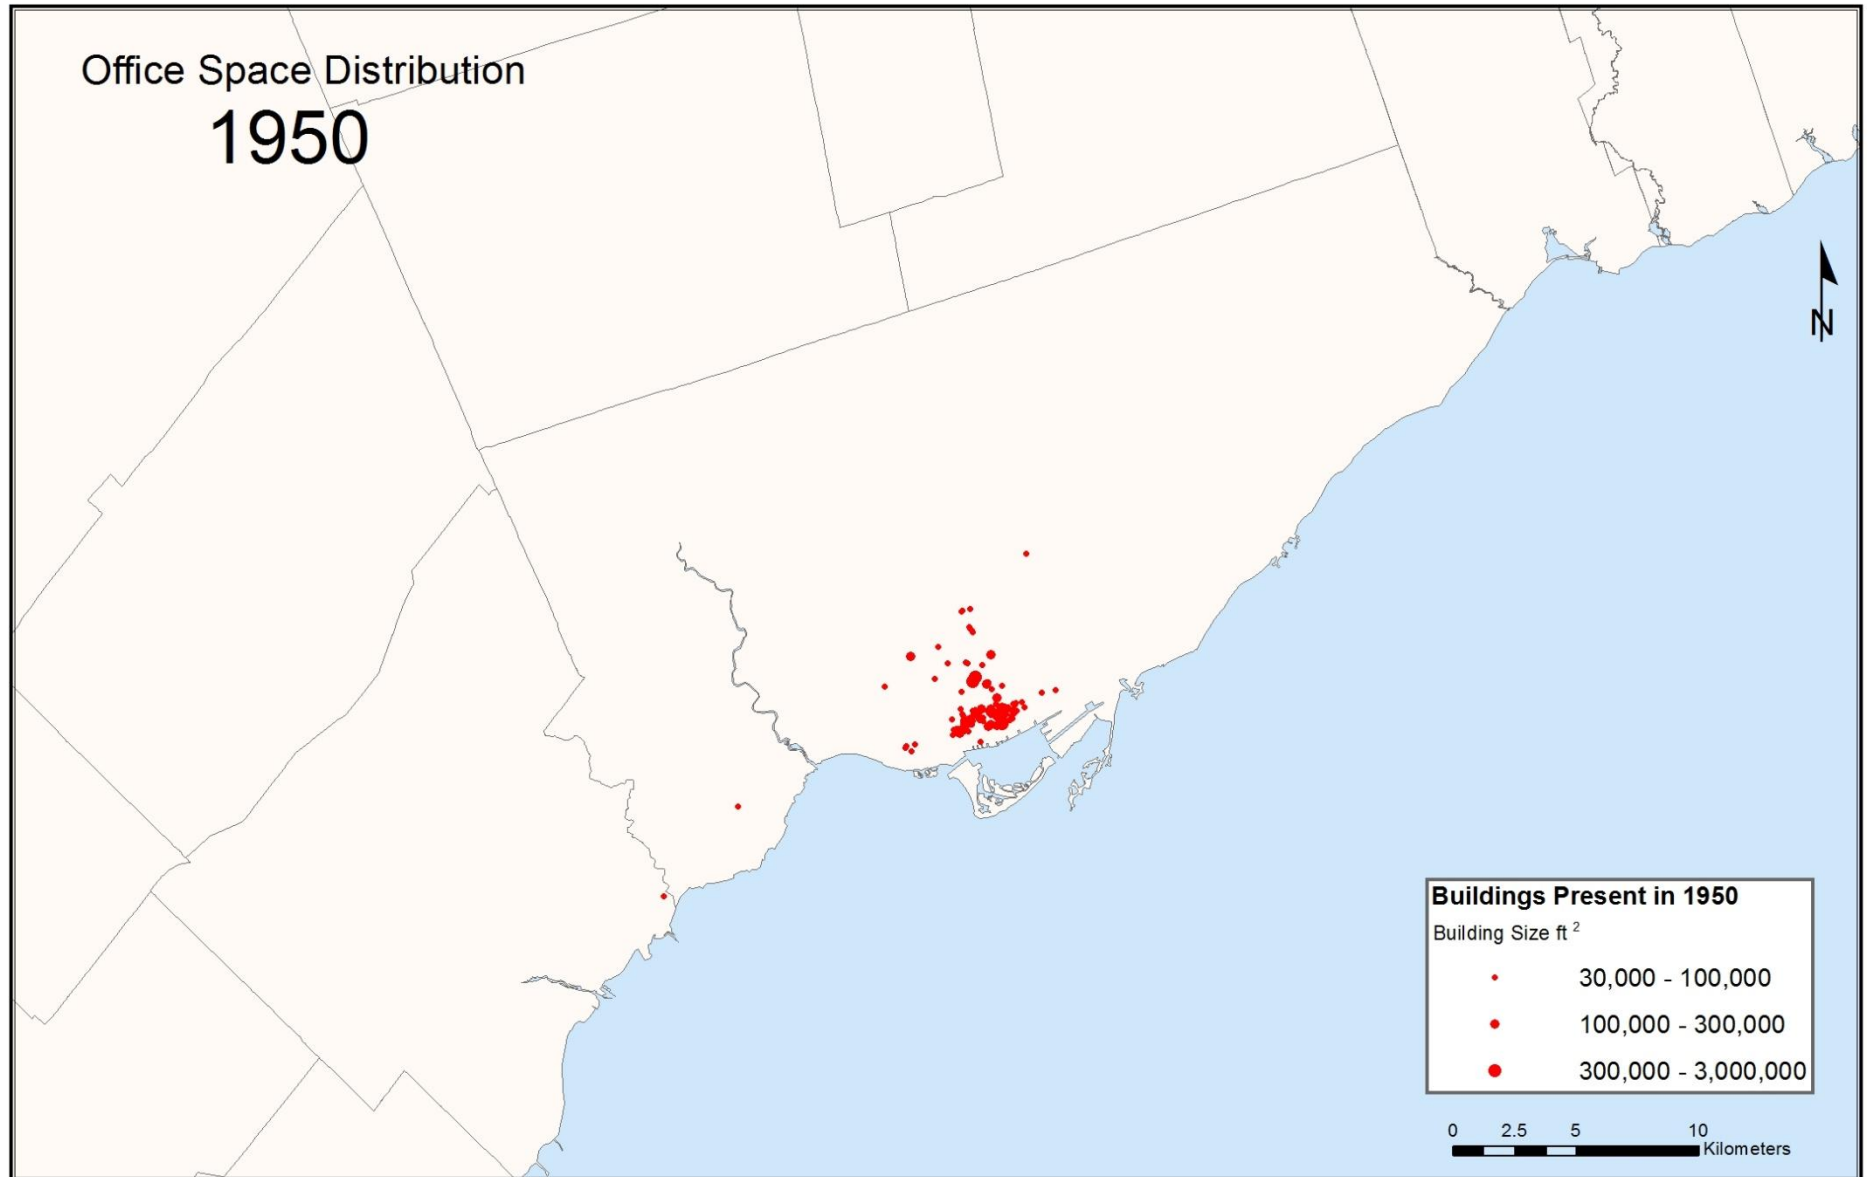 Office Space Distribution
1950
N
Buildings Present in 1950
Building Size ft ²
30,000 - 100,000
100,000 - 300,000
300,000 - 3,000,000
0 2.5 5 10
Kilometers